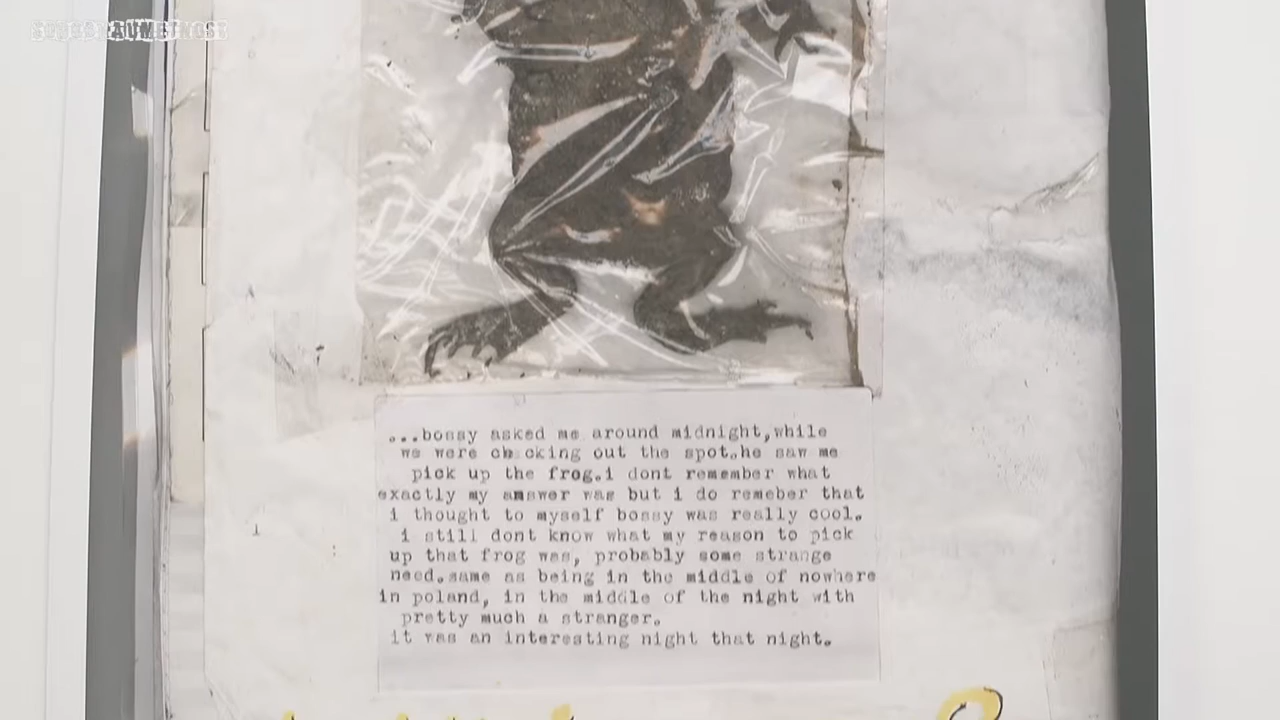 ...bossy asked me around midnight,while
we were checking out the spot.he saw me
pick up the frog.i dont remember what
exactly my answer was but i do remeber that
i thought to myself bossy was really cool.
i still dont know what my reason to pick
up that frog was, probably some strange
need.same as being in the middle of nowhere
in poland, in the middle of the night with
pretty much a stranger.
it was an interesting night that night.